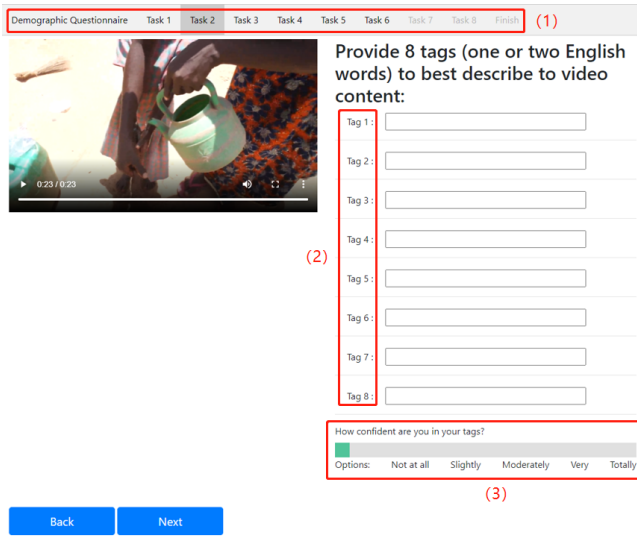 Demographic Questionnaire Task 1 Task 2 Task 3 Task 4 Task 5 Task 6 Task 7 Task 8 Finish (1)
Provide 8 tags (one or two English
words) to best describe to video
content:
0:23 / 0:23
Tag 1 :
Tag 2 :
Tag 3 :
Tag 4 :
(2)
Tag 5 :
Tag 6 :
Tag 7 :
Tag 8 :
How confident are you in your tags?
Options: Not at all Slightly Moderately Very Totally
(3)
Back Next